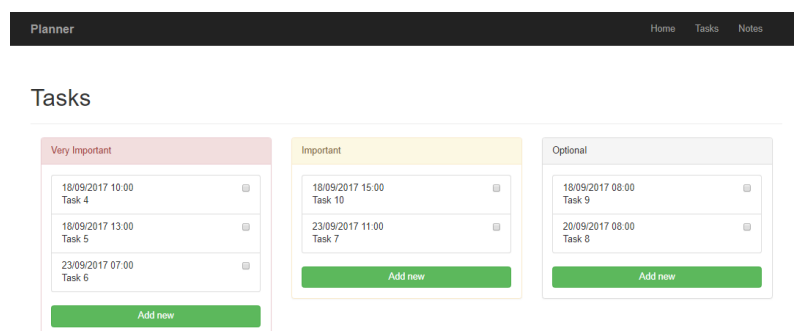 Planner Home Tasks Notes
Tasks
Very Important
18/09/2017 10:00
Task 4
18/09/2017 13:00
Task 5
23/09/2017 07:00
Task 6
Add new
Important
18/09/2017 15:00
Task 10
23/09/2017 11:00
Task 7
Add new
Optional
18/09/2017 08:00
Task 9
20/09/2017 08:00
Task 8
Add new